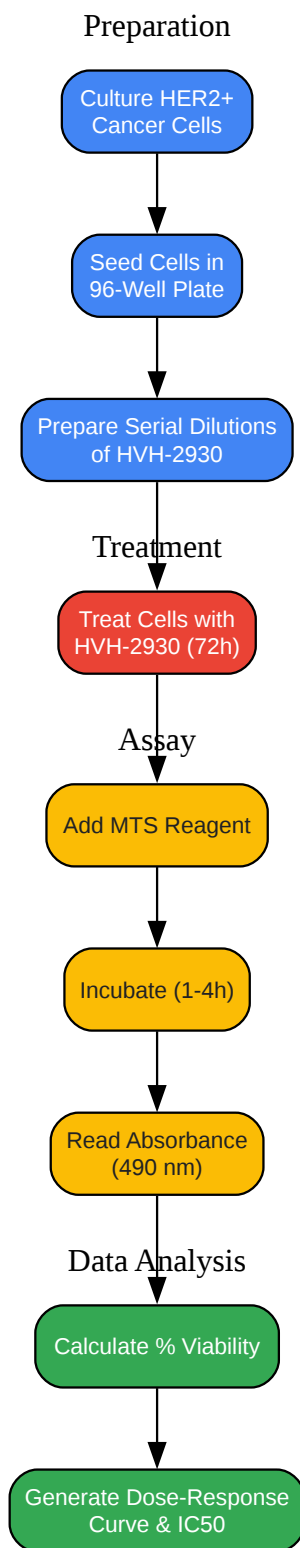 Preparation
Culture HER2+
Cancer Cells
Seed Cells in
96-Well Plate
Prepare Serial Dilutions
of HVH-2930
Treatment
Treat Cells with
HVH-2930 (72h)
Assay
Add MTS Reagent
Incubate (1-4h)
Read Absorbance
(490 nm)
Data Analysis
Calculate % Viability
Generate Dose-Response
Curve & IC50